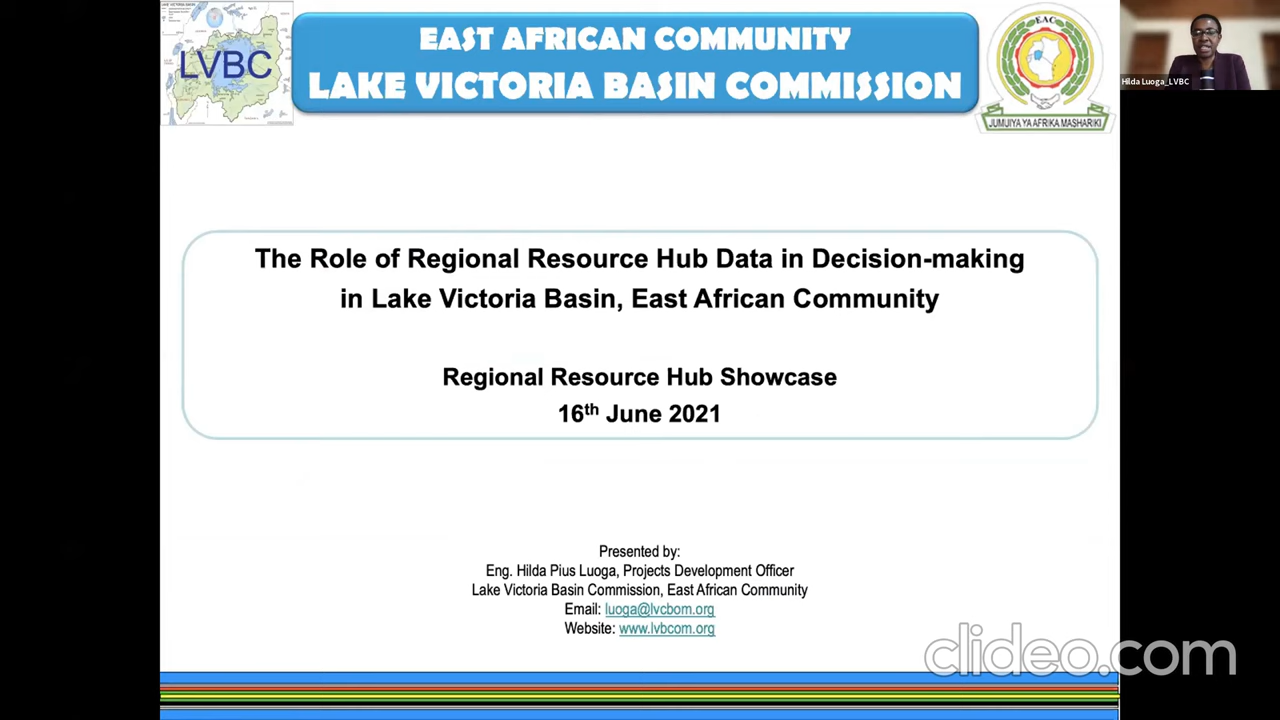 LVBC
EAST AFRICAN COMMUNITY
LAKE VICTORIA BASIN COMMISSION
EAC
JUMUIYA YA AFRIKA MASHARIKI
Hilda Luoga_LVBC
The Role of Regional Resource Hub Data in Decision-making
in Lake Victoria Basin, East African Community
Regional Resource Hub Showcase
16th June 2021
Presented by:
Eng. Hilda Pius Luoga, Projects Development Officer
Lake Victoria Basin Commission, East African Community
Email: luoga@lvcbom.org
Website: www.lvbcom.org
clideo.com